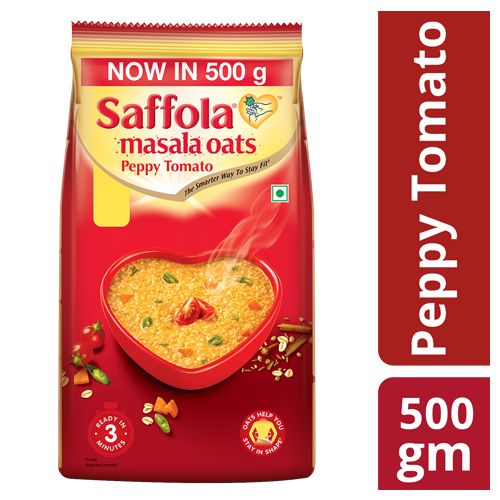 NOW IN 500 g
Saffola®
masala oats
Peppy Tomato
The Smarter Way To Stay Fit
READY IN
3
MINUTES
OATS HELP YOU
STAY IN SHAPE
Peppy Tomato
500
gm